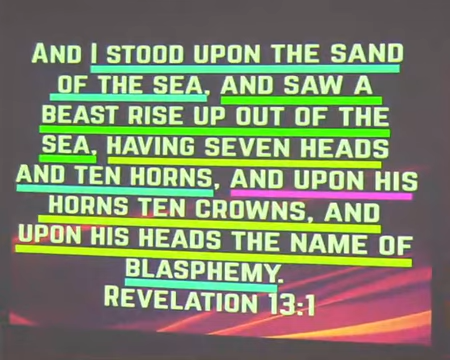 And I stood upon the sand
of the sea, and saw a
beast rise up out of the
sea, having seven heads
and ten horns, and upon his
horns ten crowns, and
upon his heads the name of
blasphemy.
Revelation 13:1